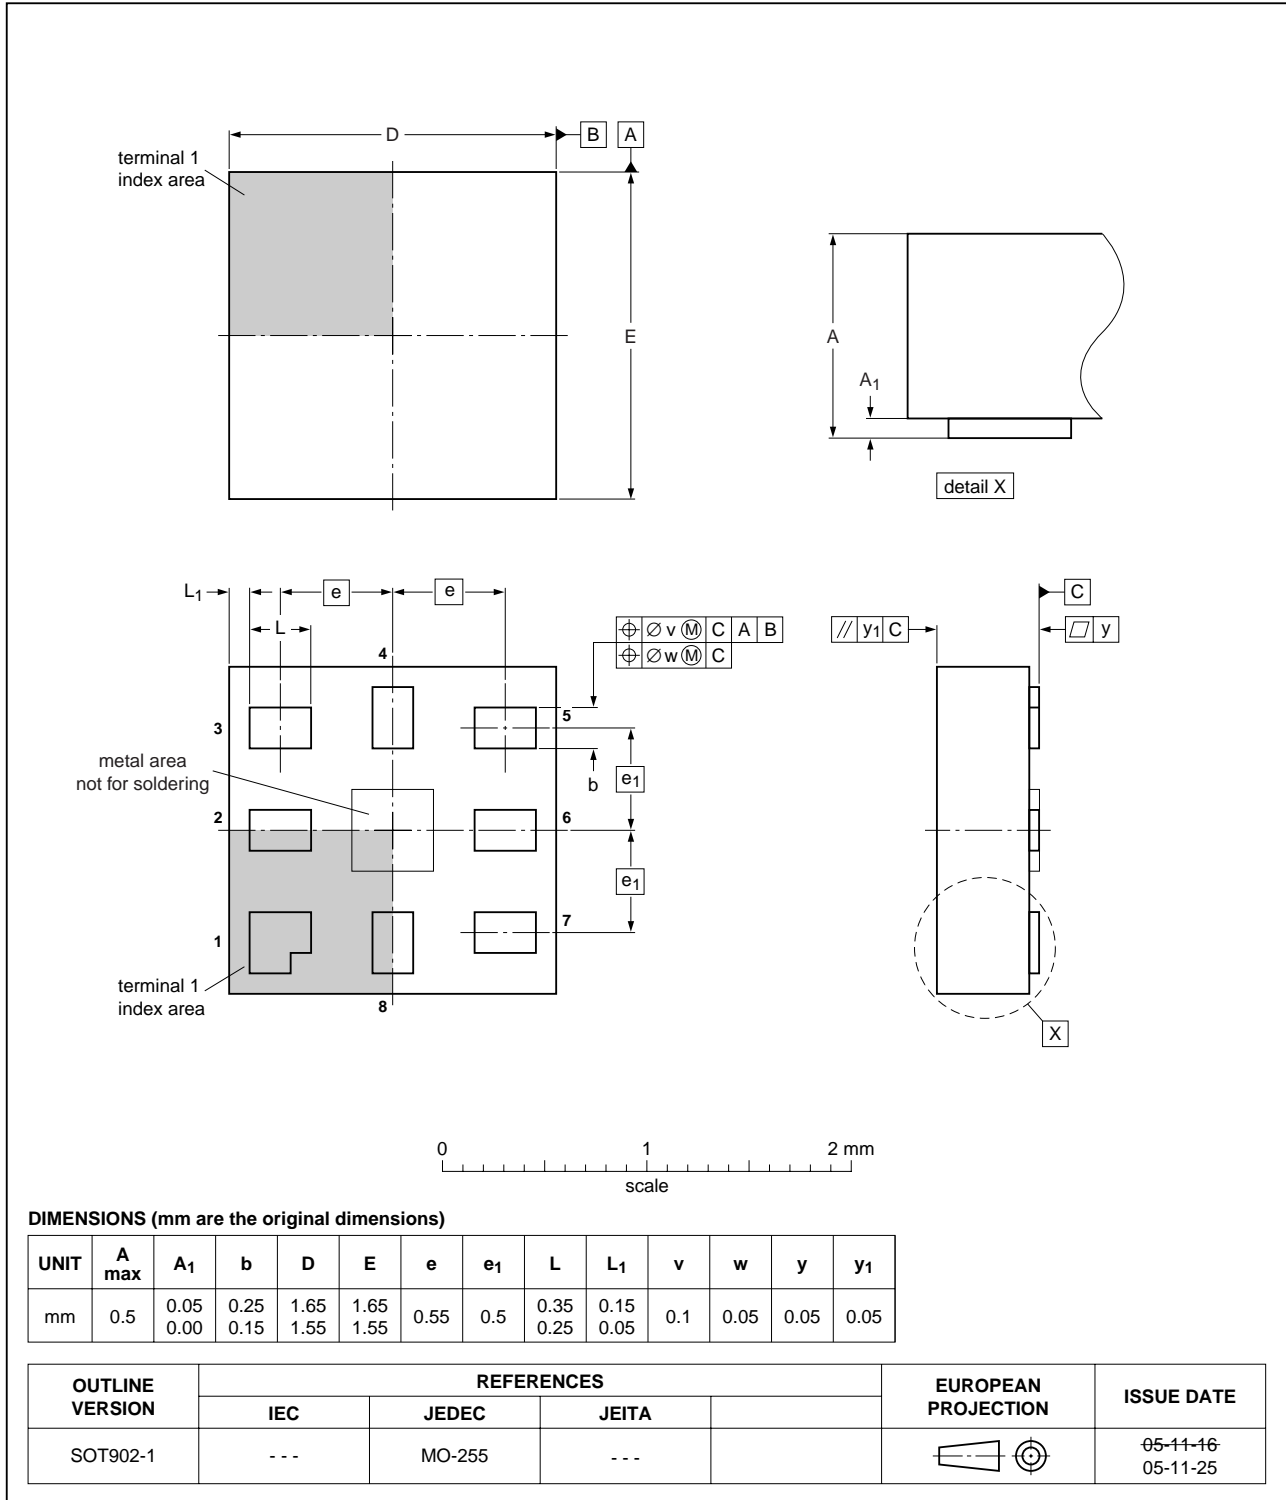 D
B
A
terminal 1
index area
E
A
A1
detail X
L1
e
e
C
L
⌖ ∅ v Ⓜ C A B
⌖ ∅ w Ⓜ C
// y1 C
⏥ y
4
3
5
metal area
not for soldering
b
e1
2
6
e1
1
7
terminal 1
index area
8
X
0 1 2 mm
scale
DIMENSIONS (mm are the original dimensions)
UNIT A max A1 b D E e e1 L L1 v w y y1
mm 0.5 0.05 0.00 0.25 0.15 1.65 1.55 1.65 1.55 0.55 0.5 0.35 0.25 0.15 0.05 0.1 0.05 0.05 0.05
OUTLINE VERSION REFERENCES EUROPEAN PROJECTION ISSUE DATE
IEC JEDEC JEITA
SOT902-1 - - - MO-255 - - - 05-11-16
05-11-25